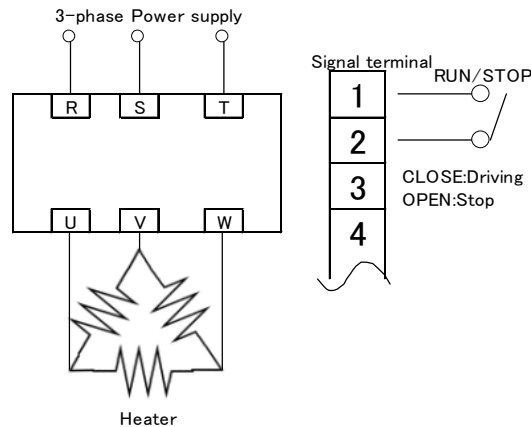 3-phase Power supply
R S T
U V W
Heater
Signal terminal
RUN/STOP
1
2
3
4
CLOSE:Driving
OPEN:Stop